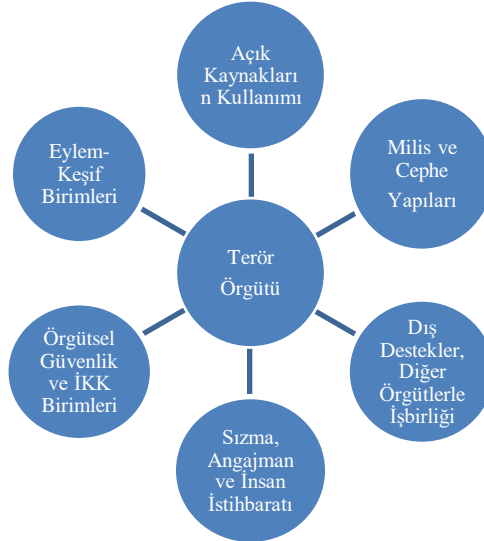 Açık
Kaynakları
n Kullanımı
Eylem-
Keşif
Birimleri
Milis ve
Cephe
Yapıları
Terör
Örgütü
Örgütsel
Güvenlik
ve İKK
Birimleri
Dış
Destekler,
Diğer
Örgütlerle
İşbirliği
Sızma,
Angajman
ve İnsan
İstihbaratı